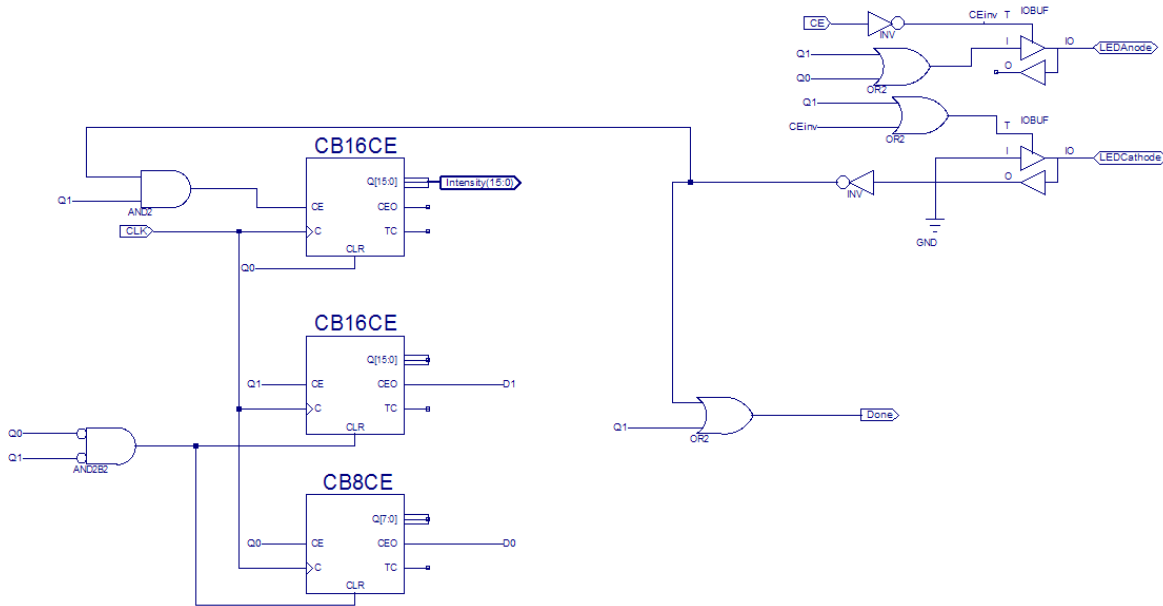 CE
INV
CEinv T IOBUF
Q1
Q0
OR2
I
IO
O
LEDAnode
Q1
CEinv
OR2
T IOBUF
I
IO
O
LEDCathode
INV
GND
CB16CE
Q1
AND2
CLK
Q[15:0]
Intensity(15:0)
CE
CEO
C
TC
CLR
Q0
CB16CE
Q[15:0]
Q1
CE
CEO
D1
C
TC
CLR
Q0
Q1
AND2B2
Q1
OR2
Done
CB8CE
Q[7:0]
Q0
CE
CEO
D0
C
TC
CLR